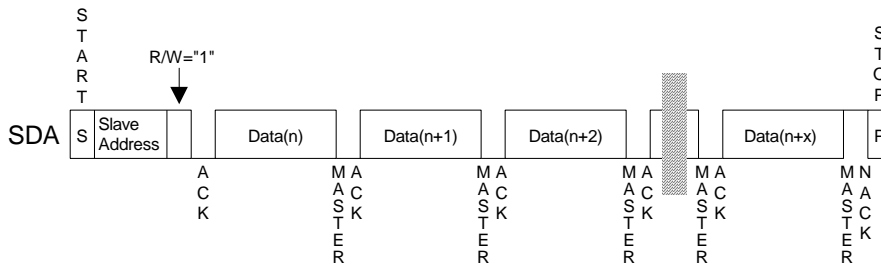 START
STOP
R/W="1"
SDA
S
Slave
Address
Data(n)
Data(n+1)
Data(n+2)
Data(n+x)
P
ACK
MASTER ACK
MASTER ACK
MASTER ACK
MASTER ACK
MASTER NACK